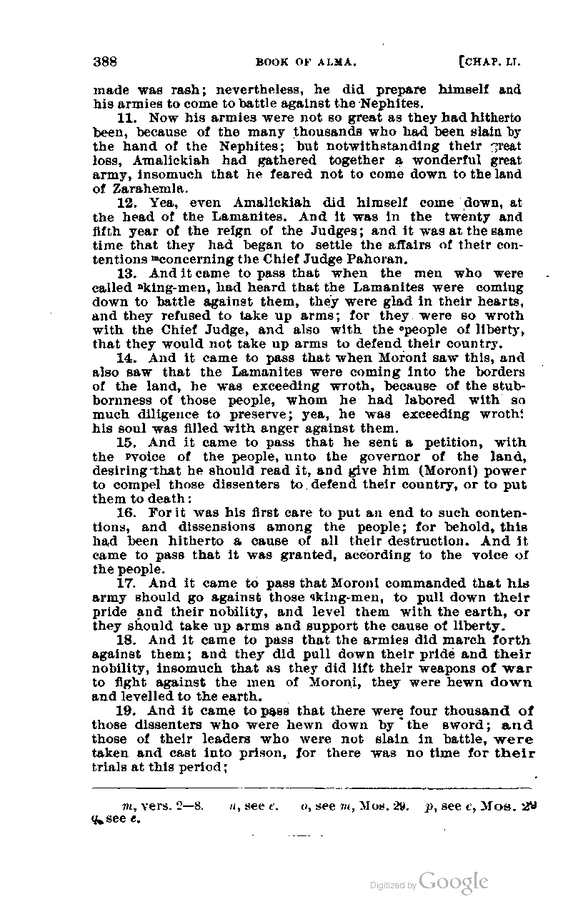 388 BOOK OF ALMA. [CHAP. LI.
made was rash; nevertheless, he did prepare himself and
his armies to come to battle against the Nephites.
11. Now his armies were not so great as they had hitherto
been, because of the many thousands who had been slain by
the hand of the Nephites; but notwithstanding their great
loss, Amalickiah had gathered together a wonderful great
army, insomuch that he feared not to come down to the land
of Zarahemla.
12. Yea, even Amalickiah did himself come down, at
the head of the Lamanites. And it was in the twenty and
fifth year of the reign of the Judges; and it was at the same
time that they had began to settle the affairs of their con-
tentions ᵐconcerning the Chief Judge Pahoran.
13. And it came to pass that when the men who were
called ⁿking-men, had heard that the Lamanites were coming
down to battle against them, they were glad in their hearts,
and they refused to take up arms; for they were so wroth
with the Chief Judge, and also with the ᵒpeople of liberty,
that they would not take up arms to defend their country.
14. And it came to pass that when Moroni saw this, and
also saw that the Lamanites were coming into the borders
of the land, he was exceeding wroth, because of the stub-
bornness of those people, whom he had labored with so
much diligence to preserve; yea, he was exceeding wroth;
his soul was filled with anger against them.
15. And it came to pass that he sent a petition, with
the ᵖvoice of the people, unto the governor of the land,
desiring that he should read it, and give him (Moroni) power
to compel those dissenters to defend their country, or to put
them to death:
16. For it was his first care to put an end to such conten-
tions, and dissensions among the people; for behold, this
had been hitherto a cause of all their destruction. And it
came to pass that it was granted, according to the voice of
the people.
17. And it came to pass that Moroni commanded that his
army should go against those ᑫking-men, to pull down their
pride and their nobility, and level them with the earth, or
they should take up arms and support the cause of liberty.
18. And it came to pass that the armies did march forth
against them; and they did pull down their pride and their
nobility, insomuch that as they did lift their weapons of war
to fight against the men of Moroni, they were hewn down
and levelled to the earth.
19. And it came to pass that there were four thousand of
those dissenters who were hewn down by the sword; and
those of their leaders who were not slain in battle, were
taken and cast into prison, for there was no time for their
trials at this period;
m, vers. 2—8. n, see e. o, see m, Mos. 29. p, see e, Mos. 29
q, see e.
Digitized by Google